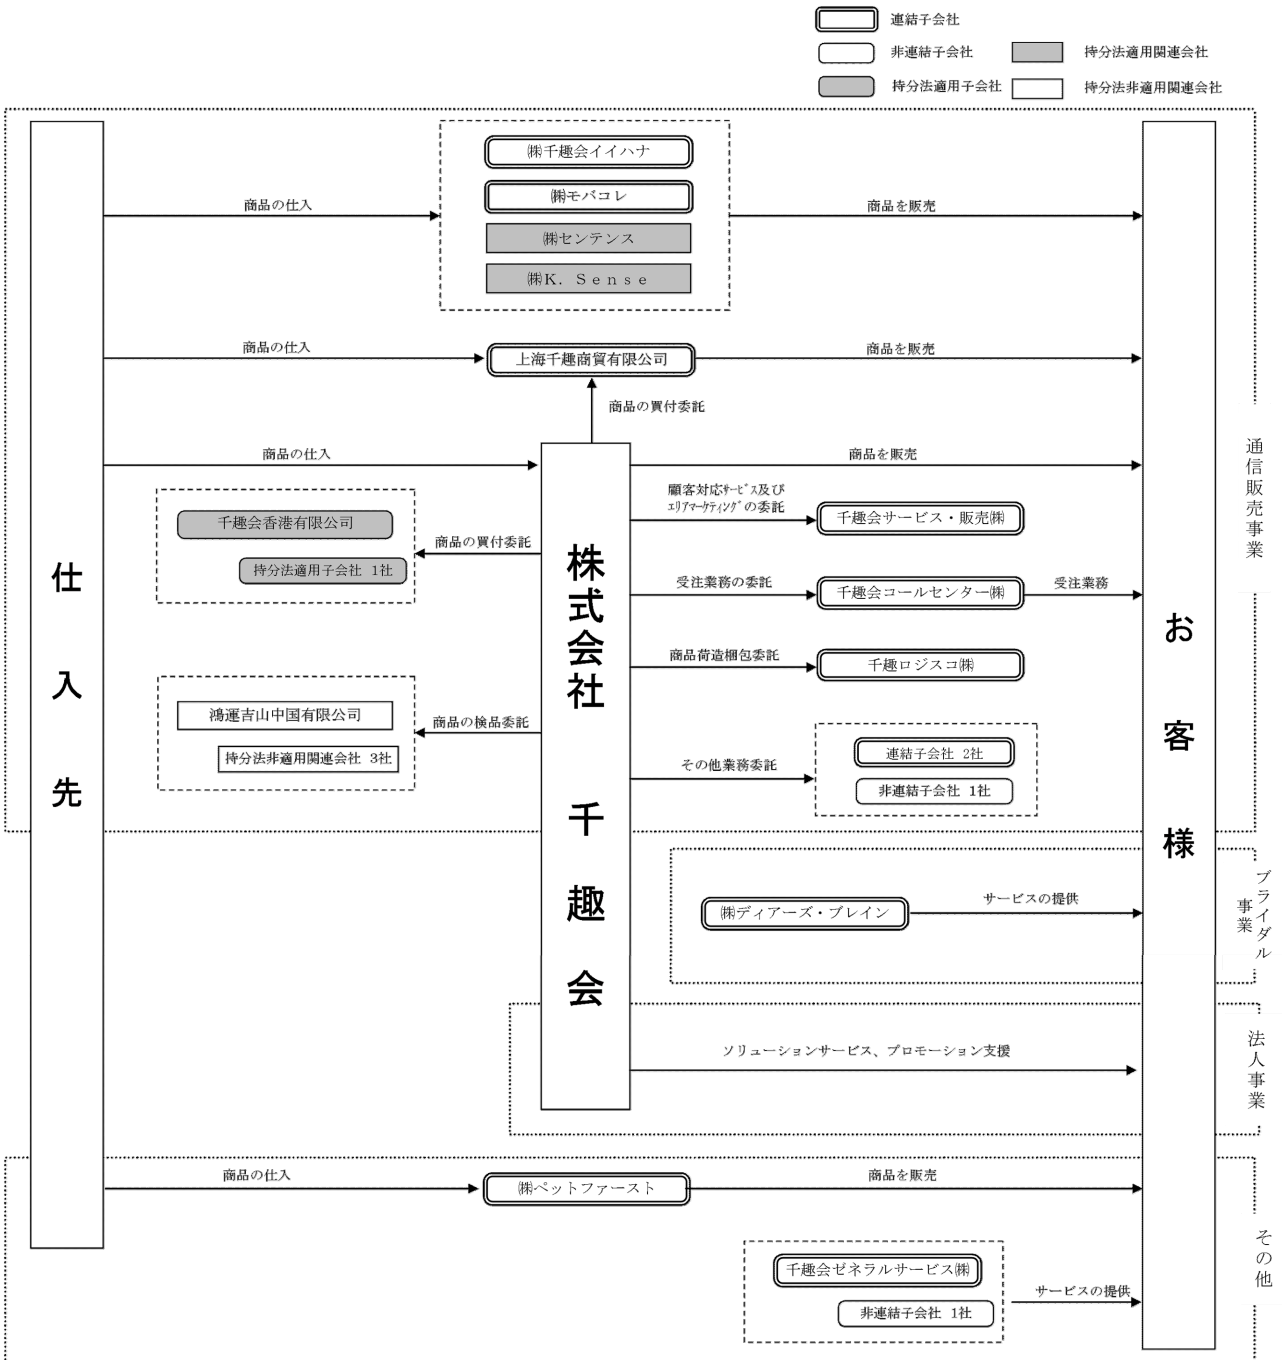 連結子会社
非連結子会社
持分法適用関連会社
持分法適用子会社
持分法非適用関連会社
仕入先
株式会社 千趣会
お客様
㈱千趣会イイハナ
㈱モバコレ
㈱センテンス
㈱K．Ｓｅｎｓｅ
商品の仕入
商品を販売
商品の仕入
上海千趣商貿有限公司
商品を販売
商品の買付委託
商品の仕入
商品を販売
千趣会香港有限公司
持分法適用子会社 1社
商品の買付委託
顧客対応ｻｰﾋﾞｽ及び
ｴﾘｱﾏｰｹﾃｨﾝｸﾞの委託
千趣会サービス・販売㈱
受注業務の委託
千趣会コールセンター㈱
受注業務
商品荷造梱包委託
千趣ロジスコ㈱
鴻運吉山中国有限公司
持分法非適用関連会社 3社
商品の検品委託
その他業務委託
連結子会社 2社
非連結子会社 1社
通信販売事業
㈱ディアーズ・ブレイン
サービスの提供
ブライダル
事業
ソリューションサービス、プロモーション支援
法人事業
商品の仕入
㈱ペットファースト
商品を販売
千趣会ゼネラルサービス㈱
非連結子会社 1社
サービスの提供
その他